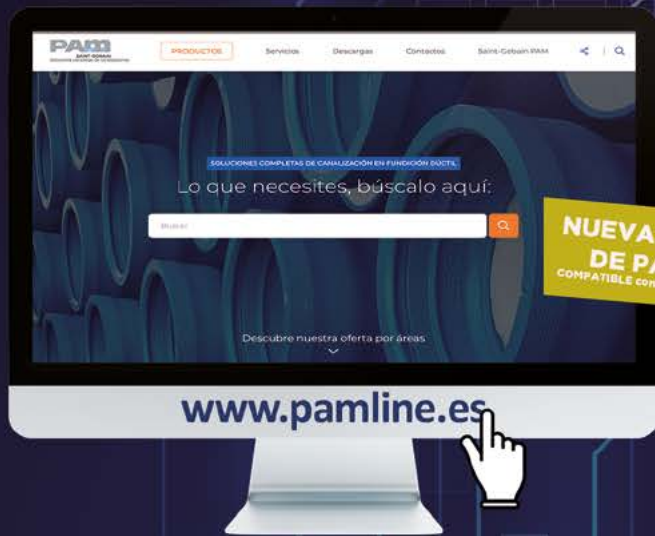 PAM
SAINT-GOBAIN
PRODUCTOS
Servicios
Descargas
Contactos
Saint-Gobain PAM
SOLUCIONES COMPLETAS DE CANALIZACIÓN EN FUNDICIÓN DÚCTIL
Lo que necesites, búscalo aquí:
Buscar
NUEVA
DE PA
COMPATIBLE con
Descubre nuestra oferta por áreas
www.pamline.es